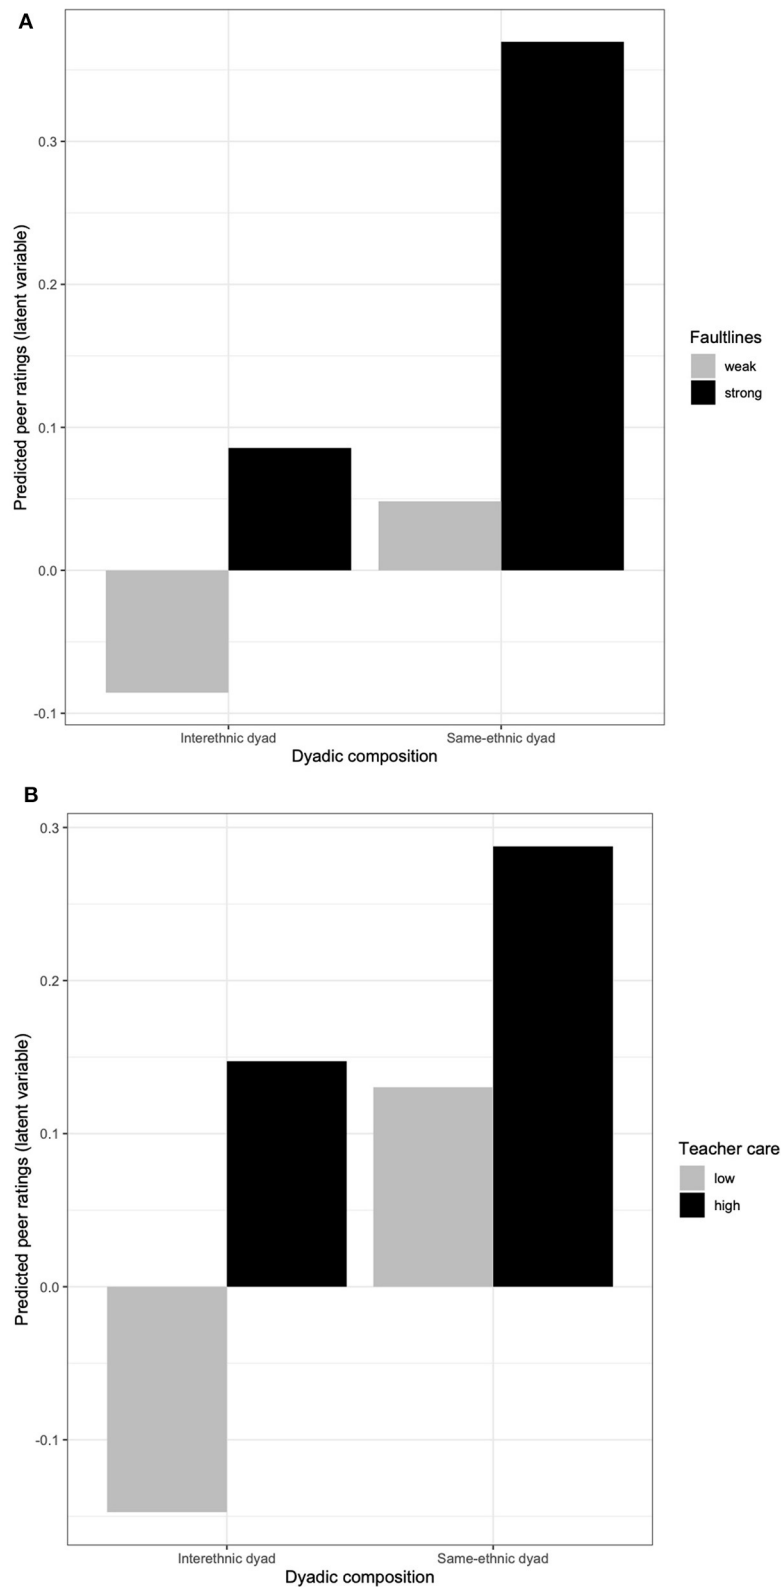 A
Predicted peer ratings (latent variable)
0.3
0.2
0.1
0.0
-0.1
Interethnic dyad
Same-ethnic dyad
Dyadic composition
Faultlines
weak
strong
B
Predicted peer ratings (latent variable)
0.3
0.2
0.1
0.0
-0.1
Interethnic dyad
Same-ethnic dyad
Dyadic composition
Teacher care
low
high